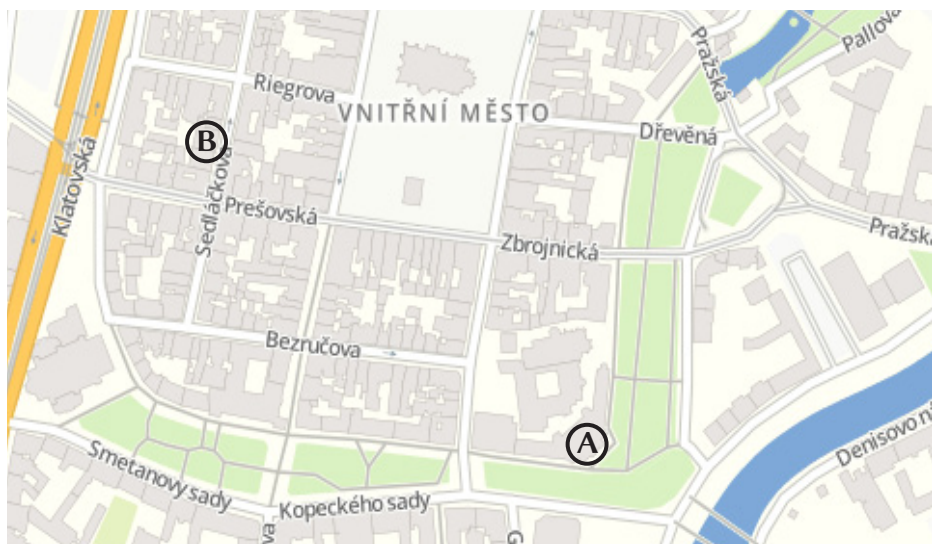 Pallova
Pražská
Riegrova
VNITŘNÍ MĚSTO
Dřevěná
B
Klatovská
Sedláčkova
Prešovská
Zbrojnická
Pražská
Bezručova
A
Smetanovy sady
Kopeckého sady
Denisovo